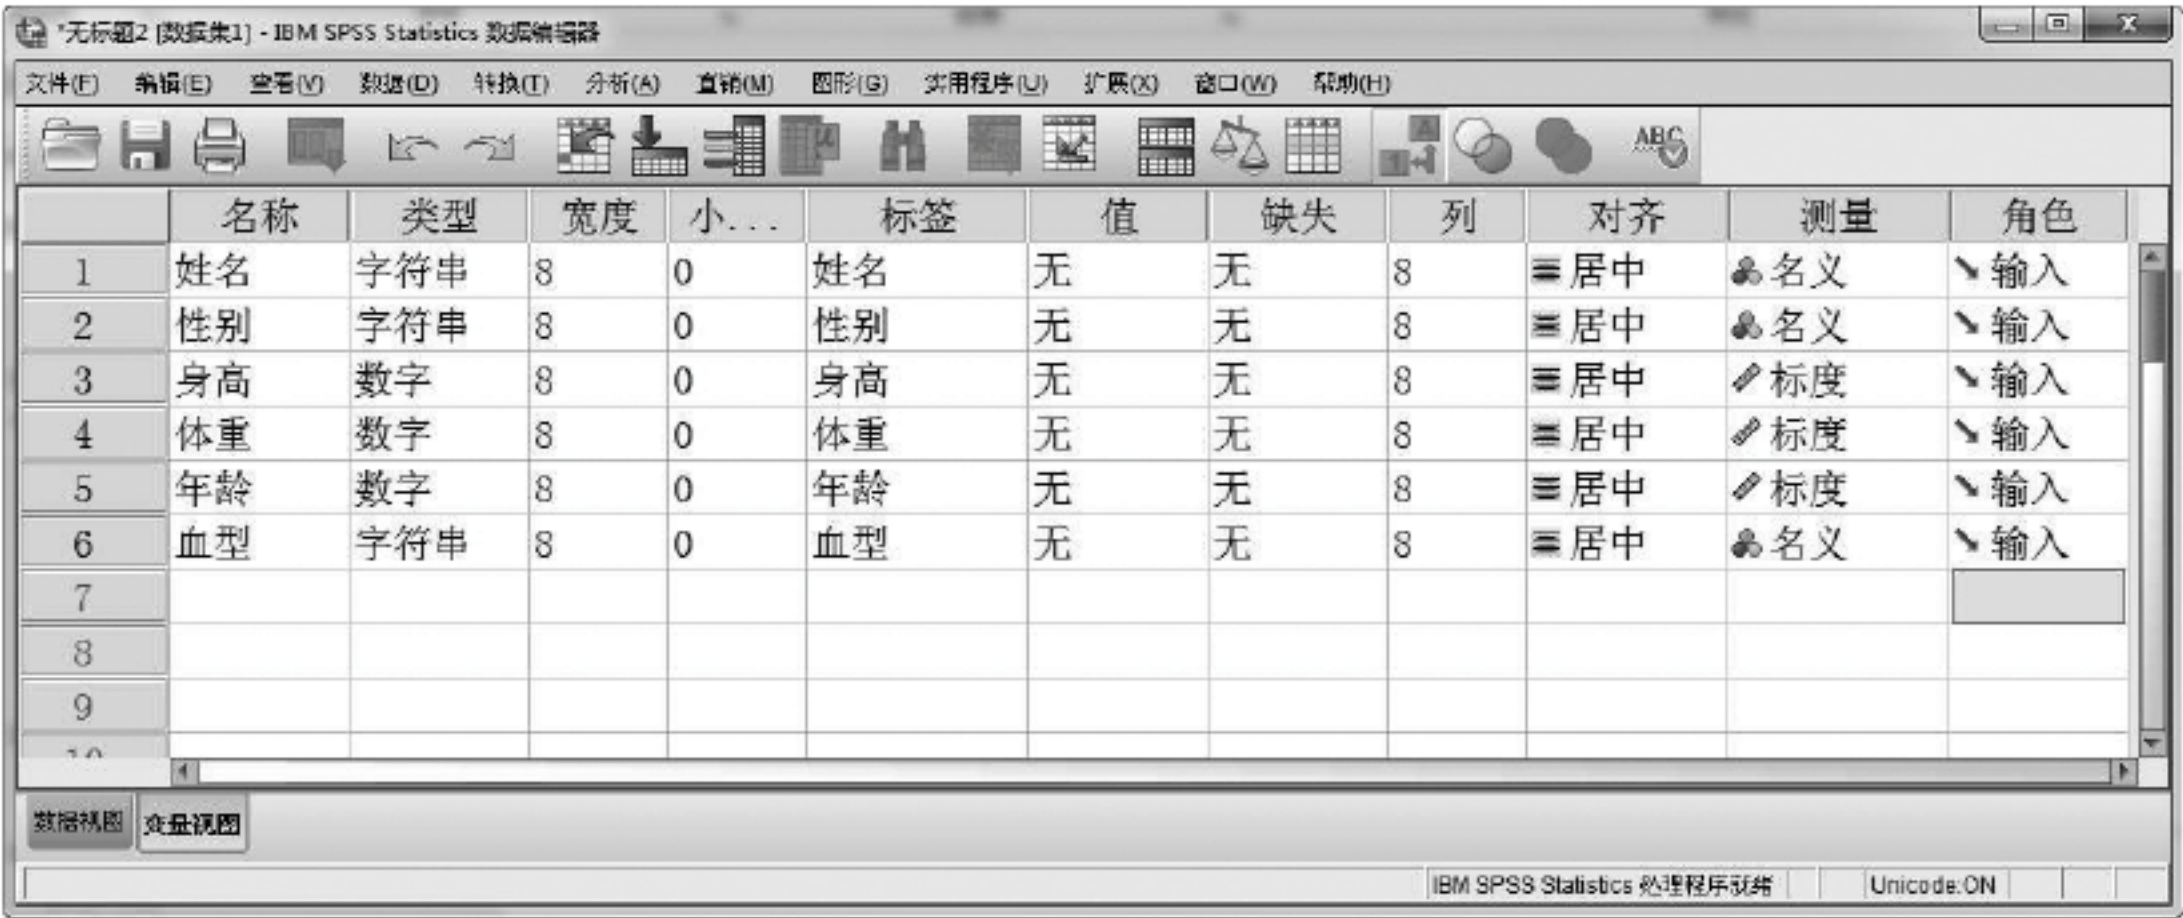 *无标题2 [数据集1] - IBM SPSS Statistics 数据编辑器
文件(F) 编辑(E) 查看(V) 数据(D) 转换(T) 分析(A) 直销(M) 图形(G) 实用程序(U) 扩展(X) 窗口(W) 帮助(H)
名称 类型 宽度 小... 标签 值 缺失 列 对齐 测量 角色
1 姓名 字符串 8 0 姓名 无 无 8 居中 名义 输入
2 性别 字符串 8 0 性别 无 无 8 居中 名义 输入
3 身高 数字 8 0 身高 无 无 8 居中 标度 输入
4 体重 数字 8 0 体重 无 无 8 居中 标度 输入
5 年龄 数字 8 0 年龄 无 无 8 居中 标度 输入
6 血型 字符串 8 0 血型 无 无 8 居中 名义 输入
7
8
9
10
数据视图 变量视图
IBM SPSS Statistics 处理程序就绪 Unicode:ON